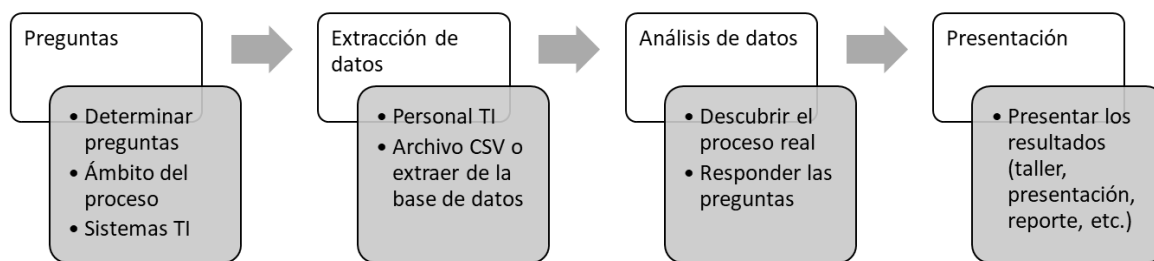 Preguntas
• Determinar
preguntas
• Ámbito del
proceso
• Sistemas TI
Extracción de
datos
• Personal TI
• Archivo CSV o
extraer de la
base de datos
Análisis de datos
• Descubrir el
proceso real
• Responder las
preguntas
Presentación
• Presentar los
resultados
(taller,
presentación,
reporte, etc.)